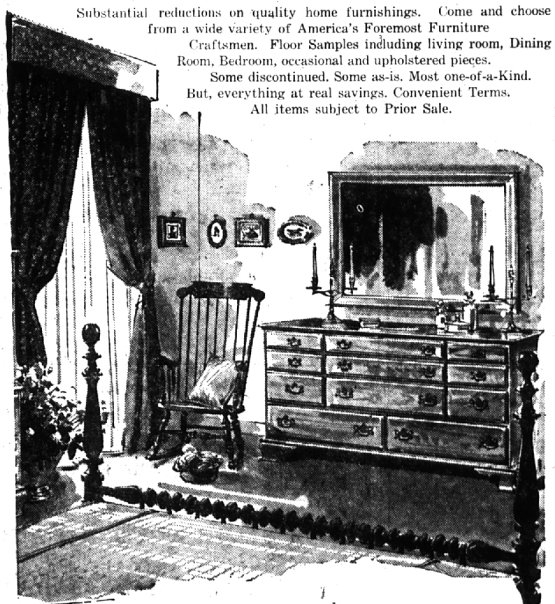 Substantial reductions on quality home furnishings. Come and choose
from a wide variety of America's Foremost Furniture
Craftsmen. Floor Samples including living room, Dining
Room, Bedroom, occasional and upholstered pieces.
Some discontinued. Some as-is. Most one-of-a-Kind.
But, everything at real savings. Convenient Terms.
All items subject to Prior Sale.